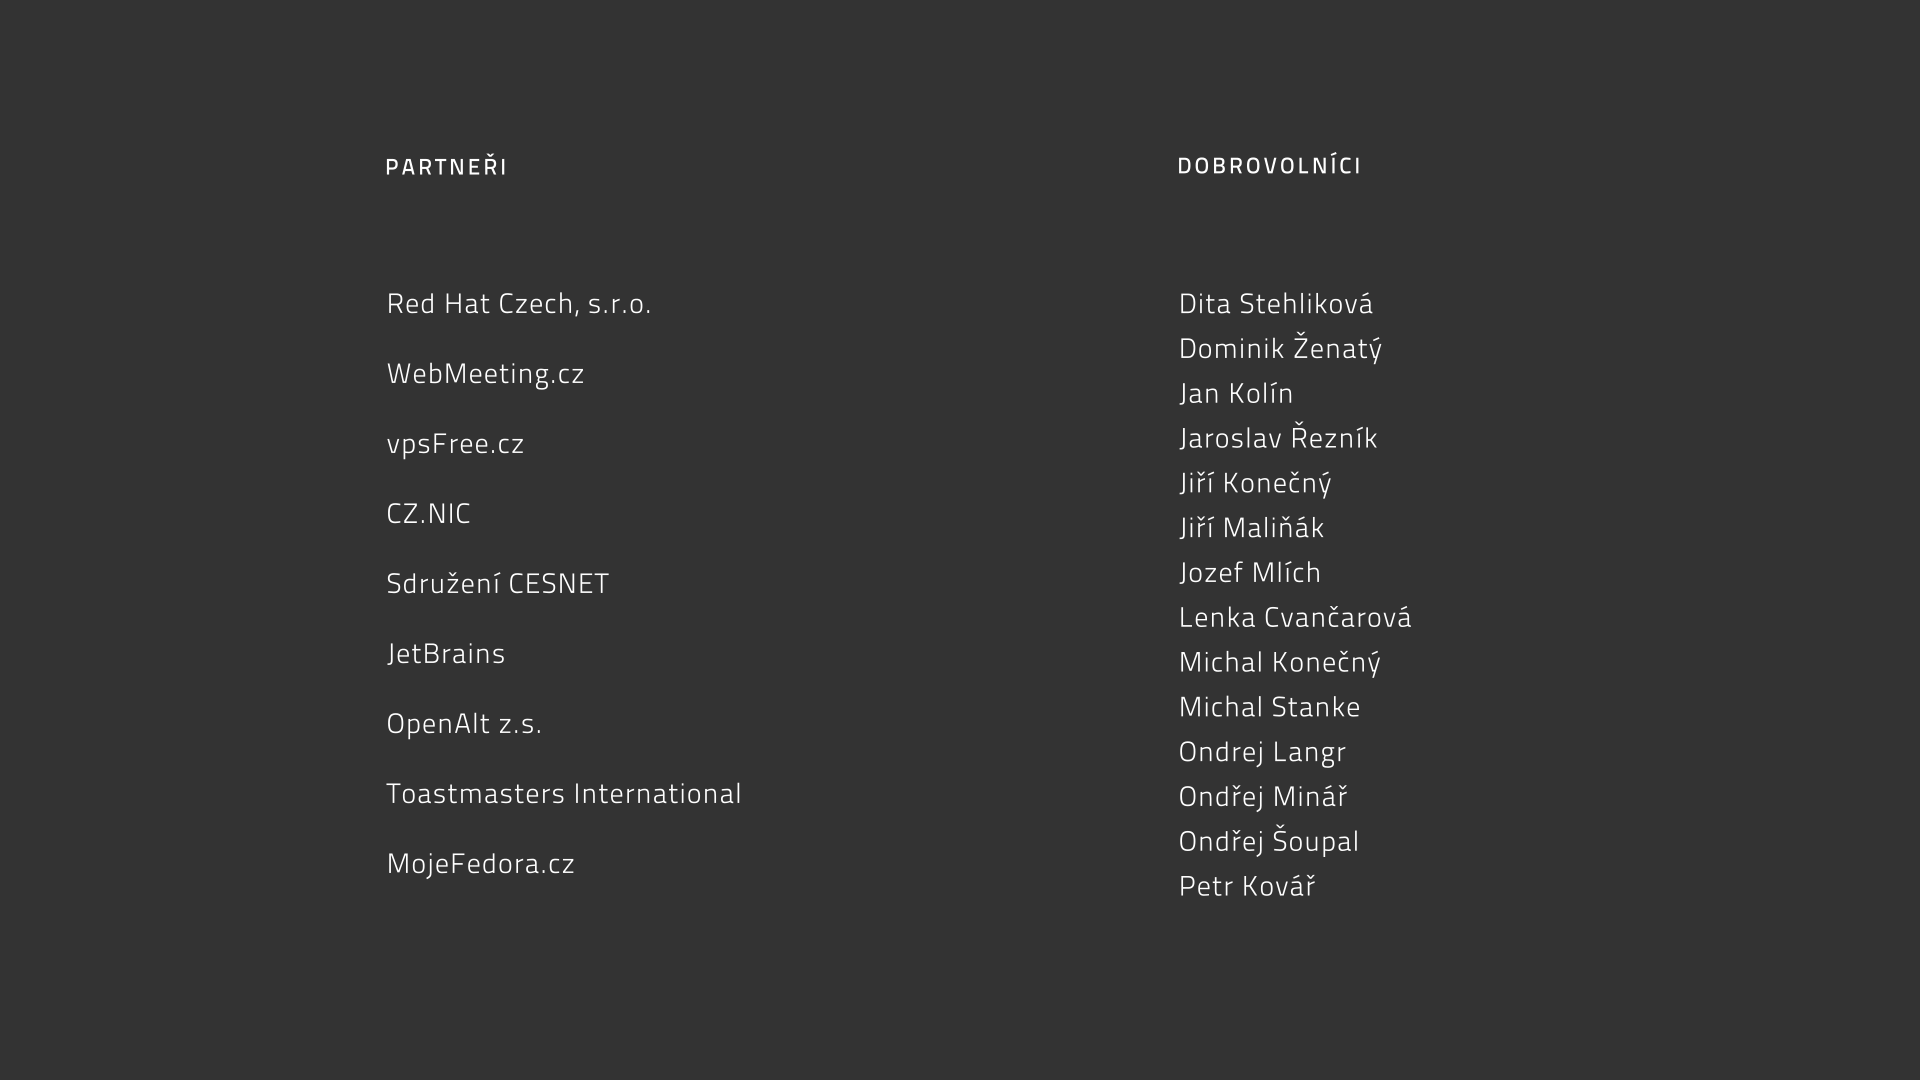 PARTNEŘI
Red Hat Czech, s.r.o.
WebMeeting.cz
vpsFree.cz
CZ.NIC
Sdružení CESNET
JetBrains
OpenAlt z.s.
Toastmasters International
MojeFedora.cz
DOBROVOLNÍCI
Dita Stehliková
Dominik Ženatý
Jan Kolín
Jaroslav Řezník
Jiří Konečný
Jiří Maliňák
Jozef Mlích
Lenka Cvančarová
Michal Konečný
Michal Stanke
Ondrej Langr
Ondřej Minář
Ondřej Šoupal
Petr Kovář